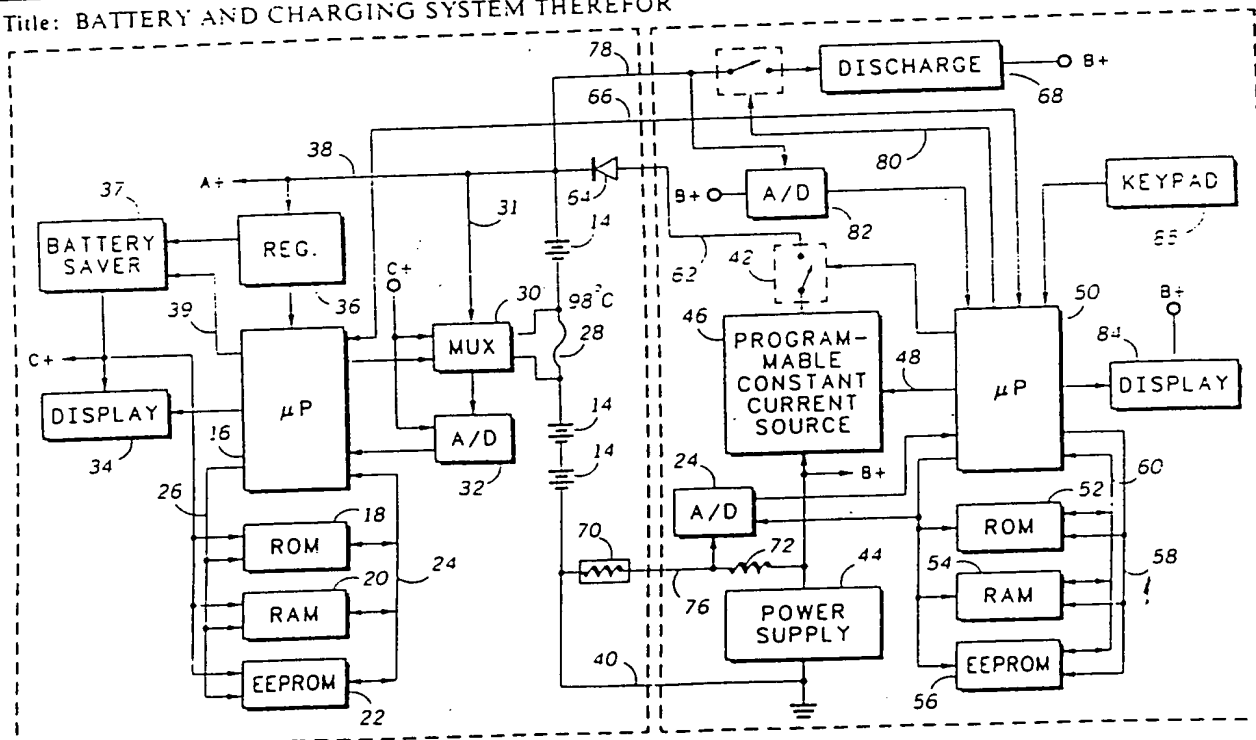 Title: BATTERY AND CHARGING SYSTEM THEREFOR
78
DISCHARGE
B+
68
66
38
A+
80
37
64
KEYPAD
BATTERY
SAVER
REG.
31
14
B+
A/D
82
62
42
C+
36
98°C
39
30
46
50
B+
MUX
28
PROGRAM-
MABLE
CONSTANT
CURRENT
SOURCE
84
C+
48
DISPLAY
μP
μP
DISPLAY
14
A/D
16
34
32
14
24
B+
26
60
A/D
52
18
ROM
ROM
70
72
44
58
20
24
54
RAM
76
RAM
POWER
SUPPLY
40
EEPROM
EEPROM
22
56